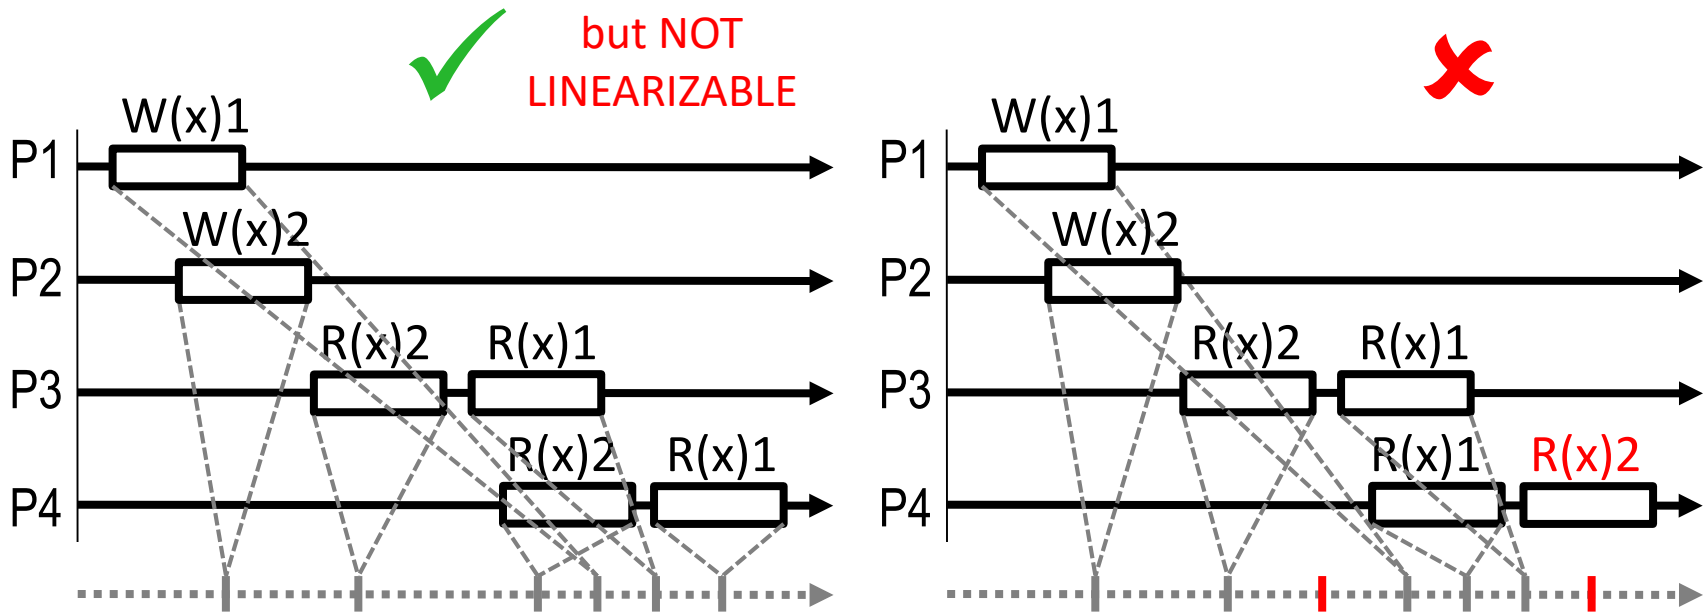 but NOT
LINEARIZABLE
W(x)1
P1
W(x)2
P2
R(x)2 R(x)1
P3
R(x)2 R(x)1
P4
W(x)1
P1
W(x)2
P2
R(x)2 R(x)1
P3
R(x)1 R(x)2
P4